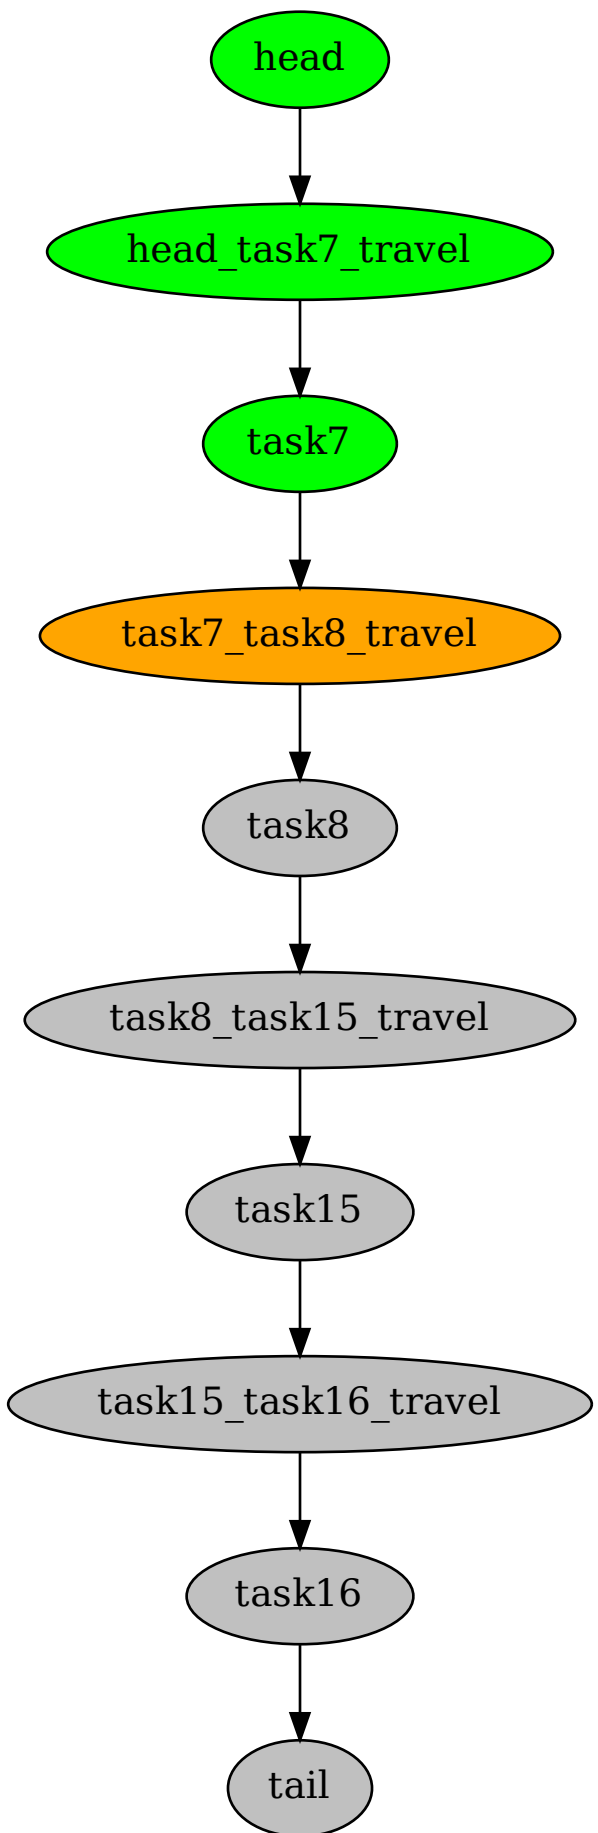 head
head_task7_travel
task7
task7_task8_travel
task8
task8_task15_travel
task15
task15_task16_travel
task16
tail